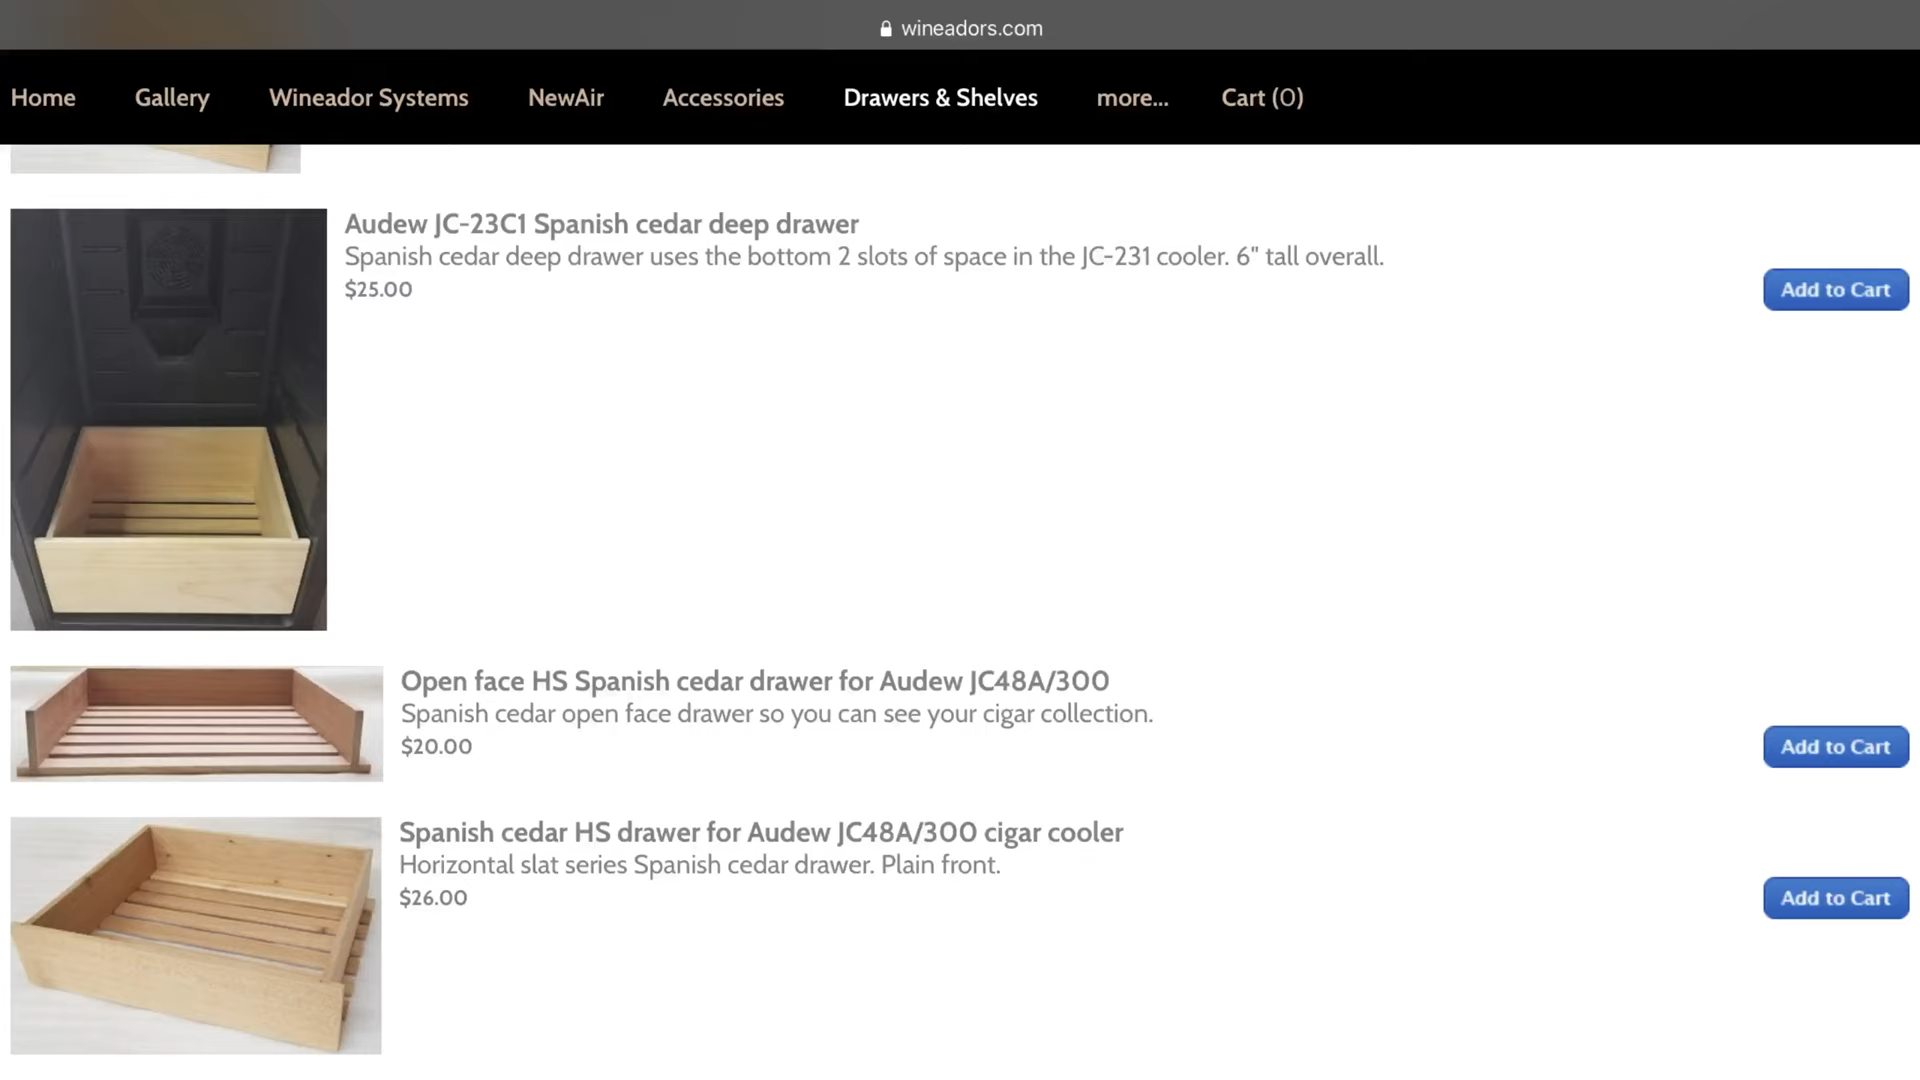 wineadors.com
Home Gallery Wineador Systems NewAir Accessories Drawers & Shelves more... Cart (0)
Audew JC-23C1 Spanish cedar deep drawer
Spanish cedar deep drawer uses the bottom 2 slots of space in the JC-231 cooler. 6" tall overall.
$25.00
Add to Cart
Open face HS Spanish cedar drawer for Audew JC48A/300
Spanish cedar open face drawer so you can see your cigar collection.
$20.00
Add to Cart
Spanish cedar HS drawer for Audew JC48A/300 cigar cooler
Horizontal slat series Spanish cedar drawer. Plain front.
$26.00
Add to Cart